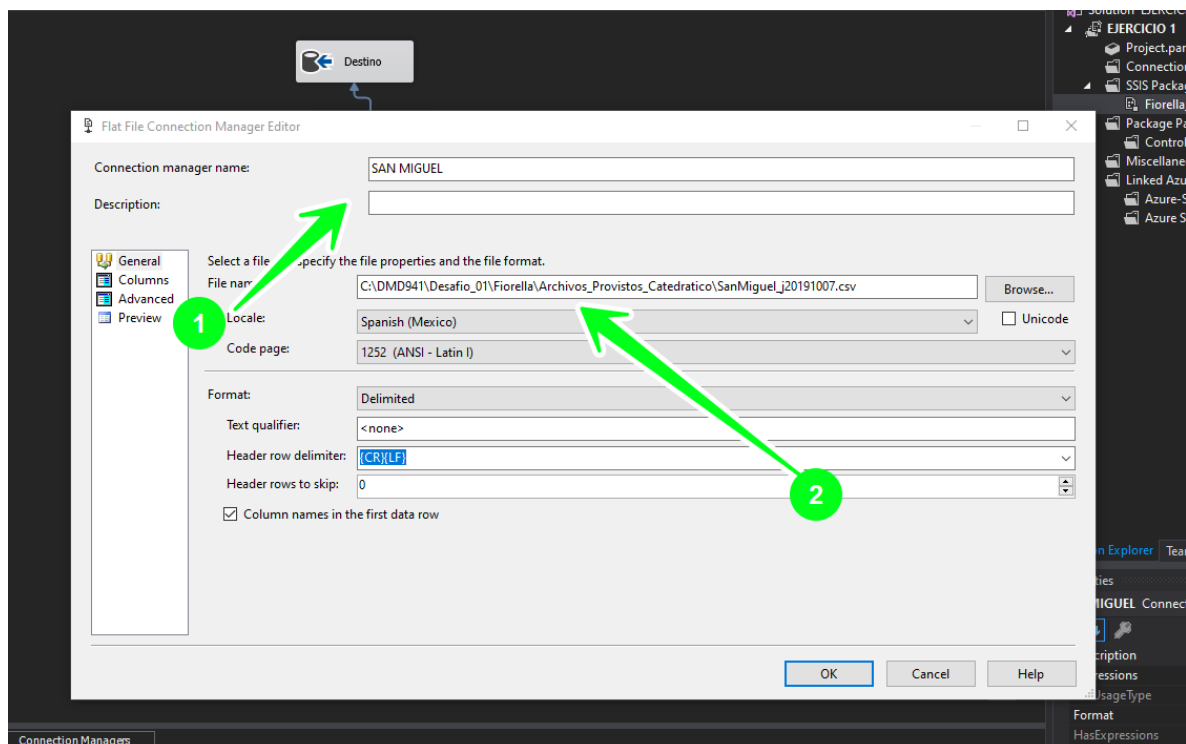 Destino
Flat File Connection Manager Editor
Connection manager name:
SAN MIGUEL
Description:
General
Columns
Advanced
Preview
Select a file
specify the file properties and the file format.
File
C:\DMD941\Desafio_01\Fiorella\Archivos_Provistos_Catedratico\SanMiguel_j20191007.csv
Browse...
1
Locale:
Spanish (Mexico)
Unicode
Code page:
1252 (ANSI - Latin I)
Format:
Delimited
Text qualifier:
<none>
Header row delimiter:
{CR}{LF}
2
Header rows to skip:
0
Column names in the first data row
OK
Cancel
Help
Connection Managers
EJERCICIO 1
Project.par
Connection
SSIS Packag
Fiorella_
Package Pa
Control
Miscellane
Linked Azu
Azure-S
Azure S
n Explorer
Tea
ties
MIGUEL Connect
cription
ressions
UsageType
Format
HasExpressions